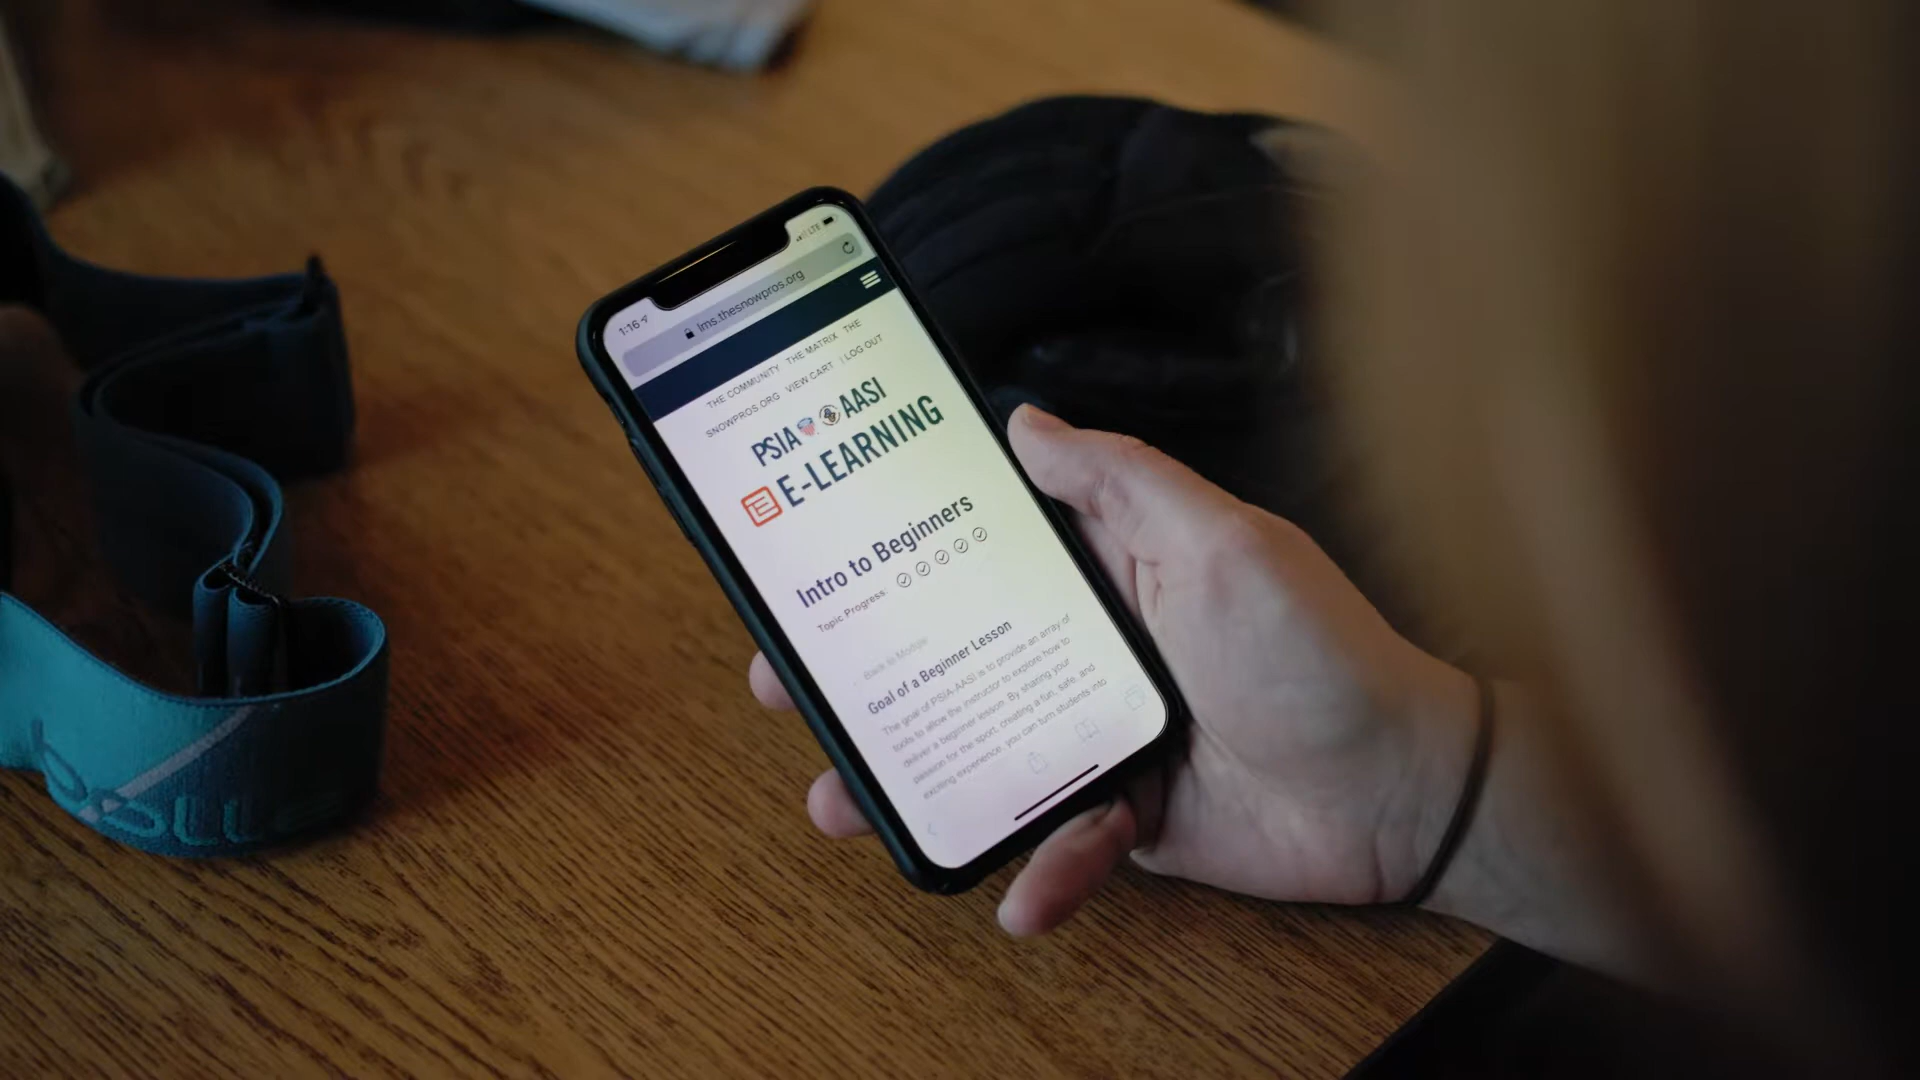 1:16
LTE
lms.thesnowpros.org
THE COMMUNITY THE MATRIX THE
SNOWPROS.ORG VIEW CART | LOG OUT
PSIA AASI
E-LEARNING
Intro to Beginners
Topic Progress:
Back to Module
Goal of a Beginner Lesson
The goal of PSIA-AASI is to provide an array of
tools to allow the instructor to explore how to
deliver a beginner lesson. By sharing your
passion for the sport, creating a fun, safe, and
exciting experience, you can turn students into
bollé